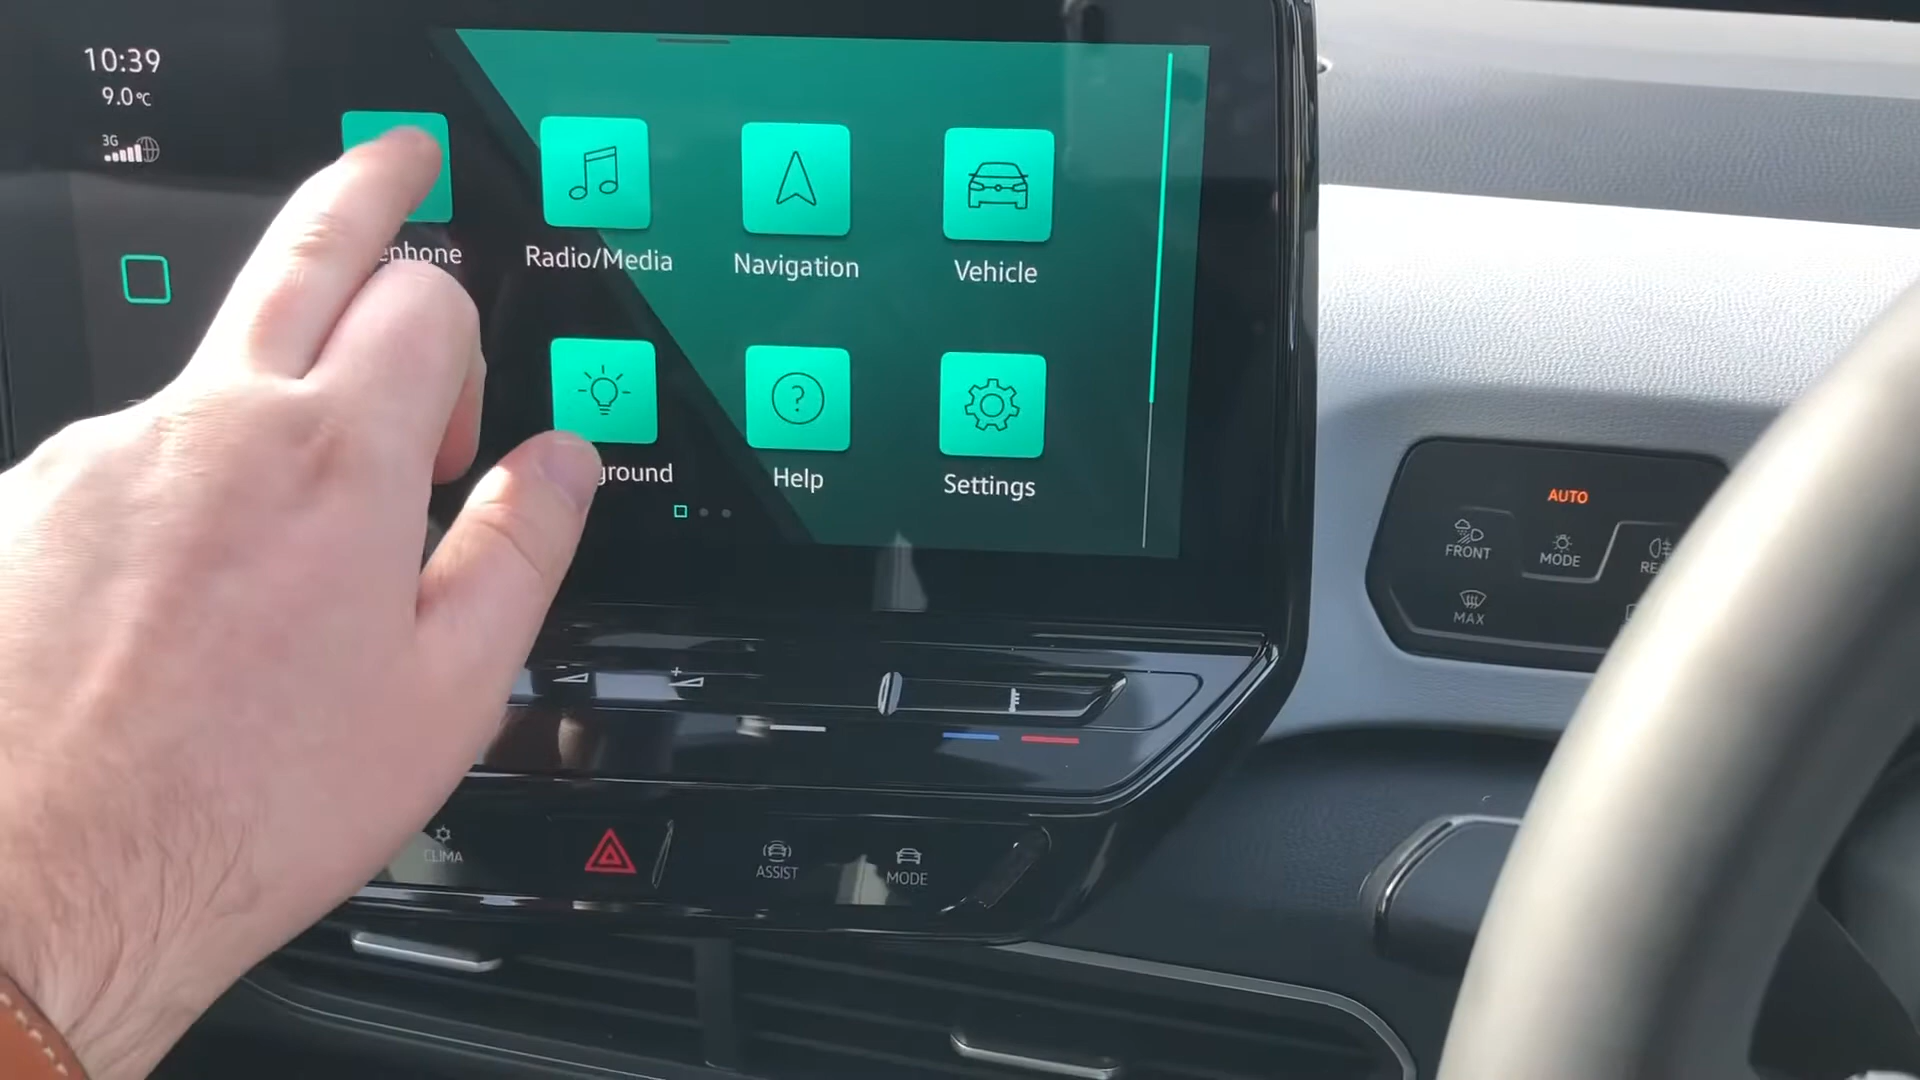 10:39
9.0°C
3G
ephone
Radio/Media
Navigation
Vehicle
?
ground
Help
Settings
AUTO
FRONT
MODE
RE
MAX
CLIMA
ASSIST
MODE